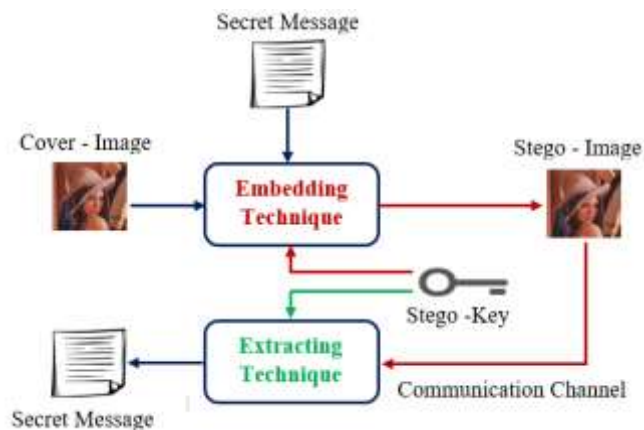 Secret Message
Cover - Image
Stego - Image
Embedding
Technique
Stego -Key
Extracting
Technique
Communication Channel
Secret Message